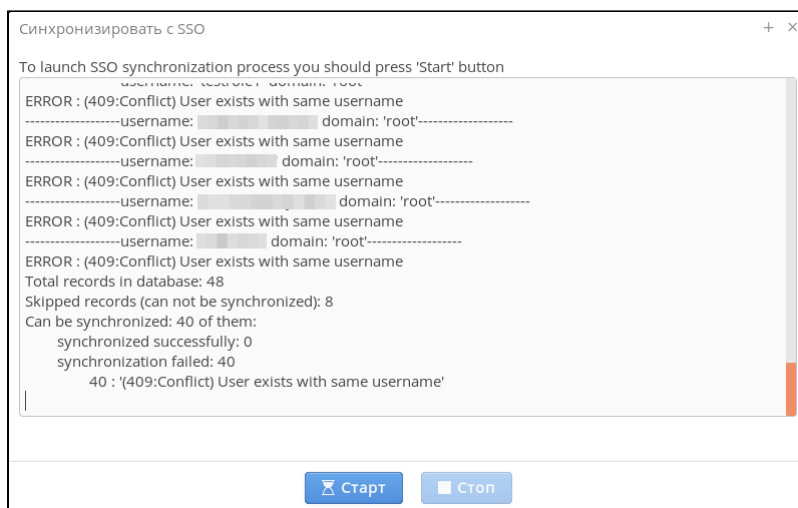 Синхронизировать с SSO
To launch SSO synchronization process you should press 'Start' button
ERROR : (409:Conflict) User exists with same username
-------------------username: domain: 'root'-------------------
ERROR : (409:Conflict) User exists with same username
-------------------username: domain: 'root'-------------------
ERROR : (409:Conflict) User exists with same username
-------------------username: domain: 'root'-------------------
ERROR : (409:Conflict) User exists with same username
-------------------username: domain: 'root'-------------------
ERROR : (409:Conflict) User exists with same username
Total records in database: 48
Skipped records (can not be synchronized): 8
Can be synchronized: 40 of them:
synchronized successfully: 0
synchronization failed: 40
40 : '(409:Conflict) User exists with same username'
Старт
Стоп